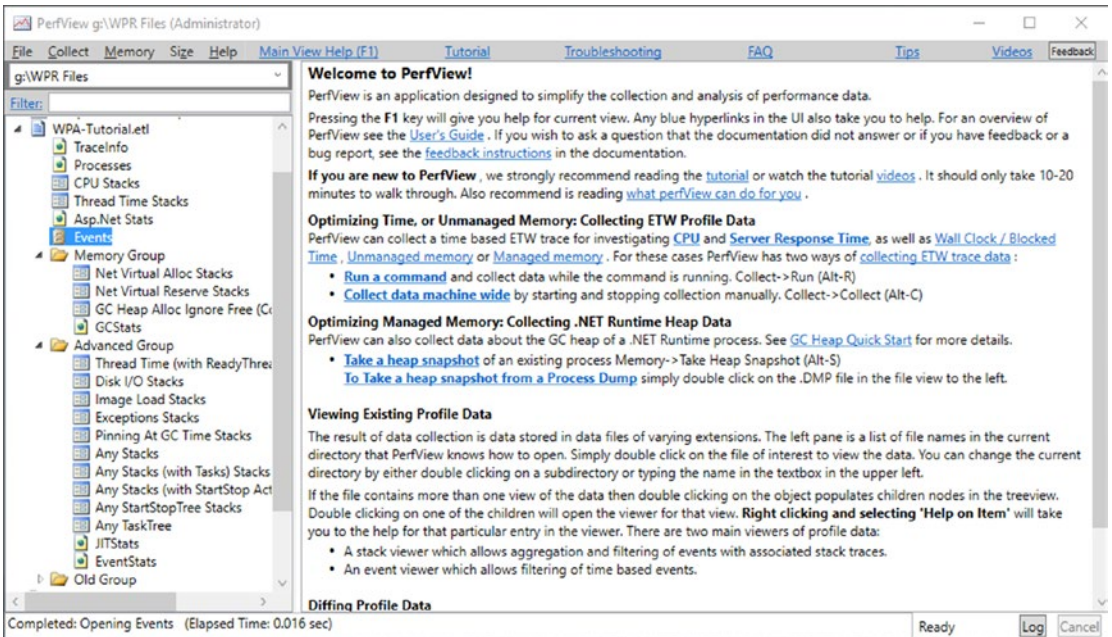 PerfView g:\WPR Files (Administrator)
File Collect Memory Size Help Main View Help (F1) Tutorial Troubleshooting FAQ Tips Videos Feedback
g:\WPR Files
Filter:
WPA-Tutorial.etl
TraceInfo
Processes
CPU Stacks
Thread Time Stacks
Asp.Net Stats
Events
Memory Group
Net Virtual Alloc Stacks
Net Virtual Reserve Stacks
GC Heap Alloc Ignore Free (Co
GCStats
Advanced Group
Thread Time (with ReadyThrea
Disk I/O Stacks
Image Load Stacks
Exceptions Stacks
Pinning At GC Time Stacks
Any Stacks
Any Stacks (with Tasks) Stacks
Any Stacks (with StartStop Act
Any StartStopTree Stacks
Any TaskTree
JITStats
EventStats
Old Group
Welcome to PerfView!
PerfView is an application designed to simplify the collection and analysis of performance data.
Pressing the F1 key will give you help for current view. Any blue hyperlinks in the UI also take you to help. For an overview of
PerfView see the User's Guide . If you wish to ask a question that the documentation did not answer or if you have feedback or a
bug report, see the feedback instructions in the documentation.
If you are new to PerfView , we strongly recommend reading the tutorial or watch the tutorial videos . It should only take 10-20
minutes to walk through. Also recommend is reading what perfView can do for you .
Optimizing Time, or Unmanaged Memory: Collecting ETW Profile Data
PerfView can collect a time based ETW trace for investigating CPU and Server Response Time, as well as Wall Clock / Blocked
Time , Unmanaged memory or Managed memory . For these cases PerfView has two ways of collecting ETW trace data :
• Run a command and collect data while the command is running. Collect->Run (Alt-R)
• Collect data machine wide by starting and stopping collection manually. Collect->Collect (Alt-C)
Optimizing Managed Memory: Collecting .NET Runtime Heap Data
PerfView can also collect data about the GC heap of a .NET Runtime process. See GC Heap Quick Start for more details.
• Take a heap snapshot of an existing process Memory->Take Heap Snapshot (Alt-S)
To Take a heap snapshot from a Process Dump simply double click on the .DMP file in the file view to the left.
Viewing Existing Profile Data
The result of data collection is data stored in data files of varying extensions. The left pane is a list of file names in the current
directory that PerfView knows how to open. Simply double click on the file of interest to view the data. You can change the current
directory by either double clicking on a subdirectory or typing the name in the textbox in the upper left.
If the file contains more than one view of the data then double clicking on the object populates children nodes in the treeview.
Double clicking on one of the children will open the viewer for that view. Right clicking and selecting 'Help on Item' will take
you to the help for that particular entry in the viewer. There are two main viewers of profile data:
• A stack viewer which allows aggregation and filtering of events with associated stack traces.
• An event viewer which allows filtering of time based events.
Diffing Profile Data
Completed: Opening Events (Elapsed Time: 0.016 sec)
Ready Log Cancel